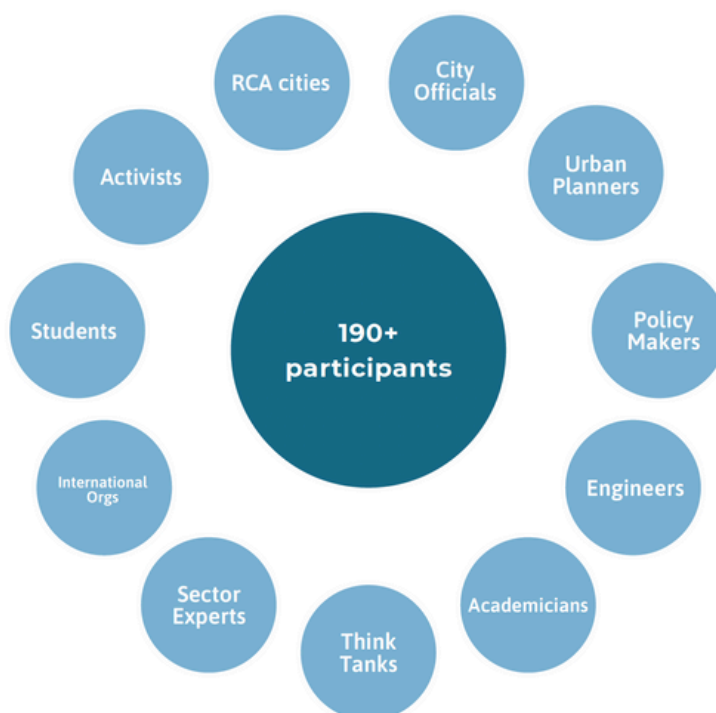 RCA cities
City
Officials
Urban
Planners
Policy
Makers
Engineers
Academicians
Think
Tanks
Sector
Experts
International
Orgs
Students
Activists
190+
participants